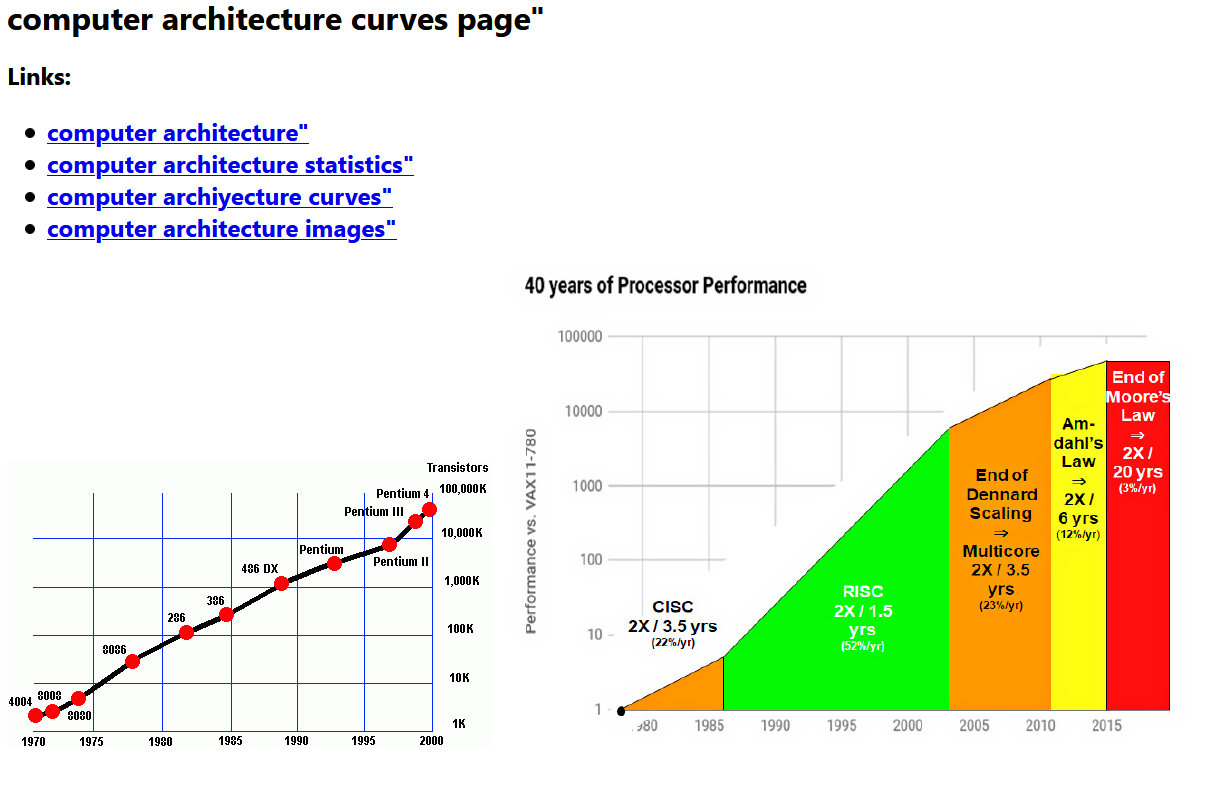 computer architecture curves page"
Links:
computer architecture"
computer architecture statistics"
computer archiyecture curves"
computer architecture images"
Transistors
100,000K
Pentium 4
Pentium III
10,000K
Pentium
Pentium II
486 DX
1,000K
386
100K
286
8086
10K
4004
8008
8080
1K
1970
1975
1980
1985
1990
1995
2000
40 years of Processor Performance
Performance vs. VAX11-780
100000
10000
1000
100
10
1
CISC
2X / 3.5 yrs
(22%/yr)
RISC
2X / 1.5
yrs
(52%/yr)
End of
Dennard
Scaling
⇒
Multicore
2X / 3.5
yrs
(23%/yr)
Am-
dahl's
Law
⇒
2X /
6 yrs
(12%/yr)
End of
Moore's
Law
⇒
2X /
20 yrs
(3%/yr)
980
1985
1990
1995
2000
2005
2010
2015